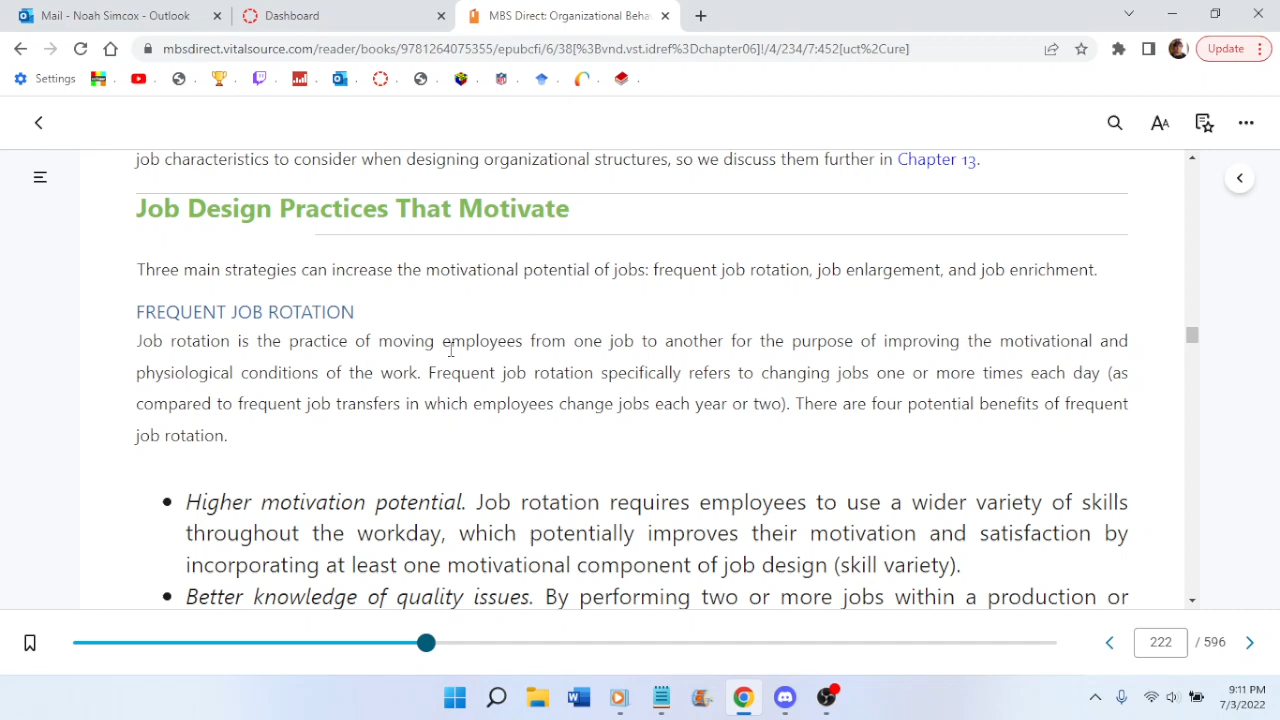 Mail - Noah Simcox - Outlook
Dashboard
MBS Direct: Organizational Beha
mbsdirect.vitalsource.com/reader/books/9781264075355/epubcfi/6/38[%3Bvnd.vst.idref%3Dchapter06]!/4/234/7:452[uct%2Cure]
Update
Settings
AA
job characteristics to consider when designing organizational structures, so we discuss them further in Chapter 13.
Job Design Practices That Motivate
Three main strategies can increase the motivational potential of jobs: frequent job rotation, job enlargement, and job enrichment.
FREQUENT JOB ROTATION
Job rotation is the practice of moving employees from one job to another for the purpose of improving the motivational and
physiological conditions of the work. Frequent job rotation specifically refers to changing jobs one or more times each day (as
compared to frequent job transfers in which employees change jobs each year or two). There are four potential benefits of frequent
job rotation.
• Higher motivation potential. Job rotation requires employees to use a wider variety of skills
throughout the workday, which potentially improves their motivation and satisfaction by
incorporating at least one motivational component of job design (skill variety).
• Better knowledge of quality issues. By performing two or more jobs within a production or
222 / 596
9:11 PM
7/3/2022